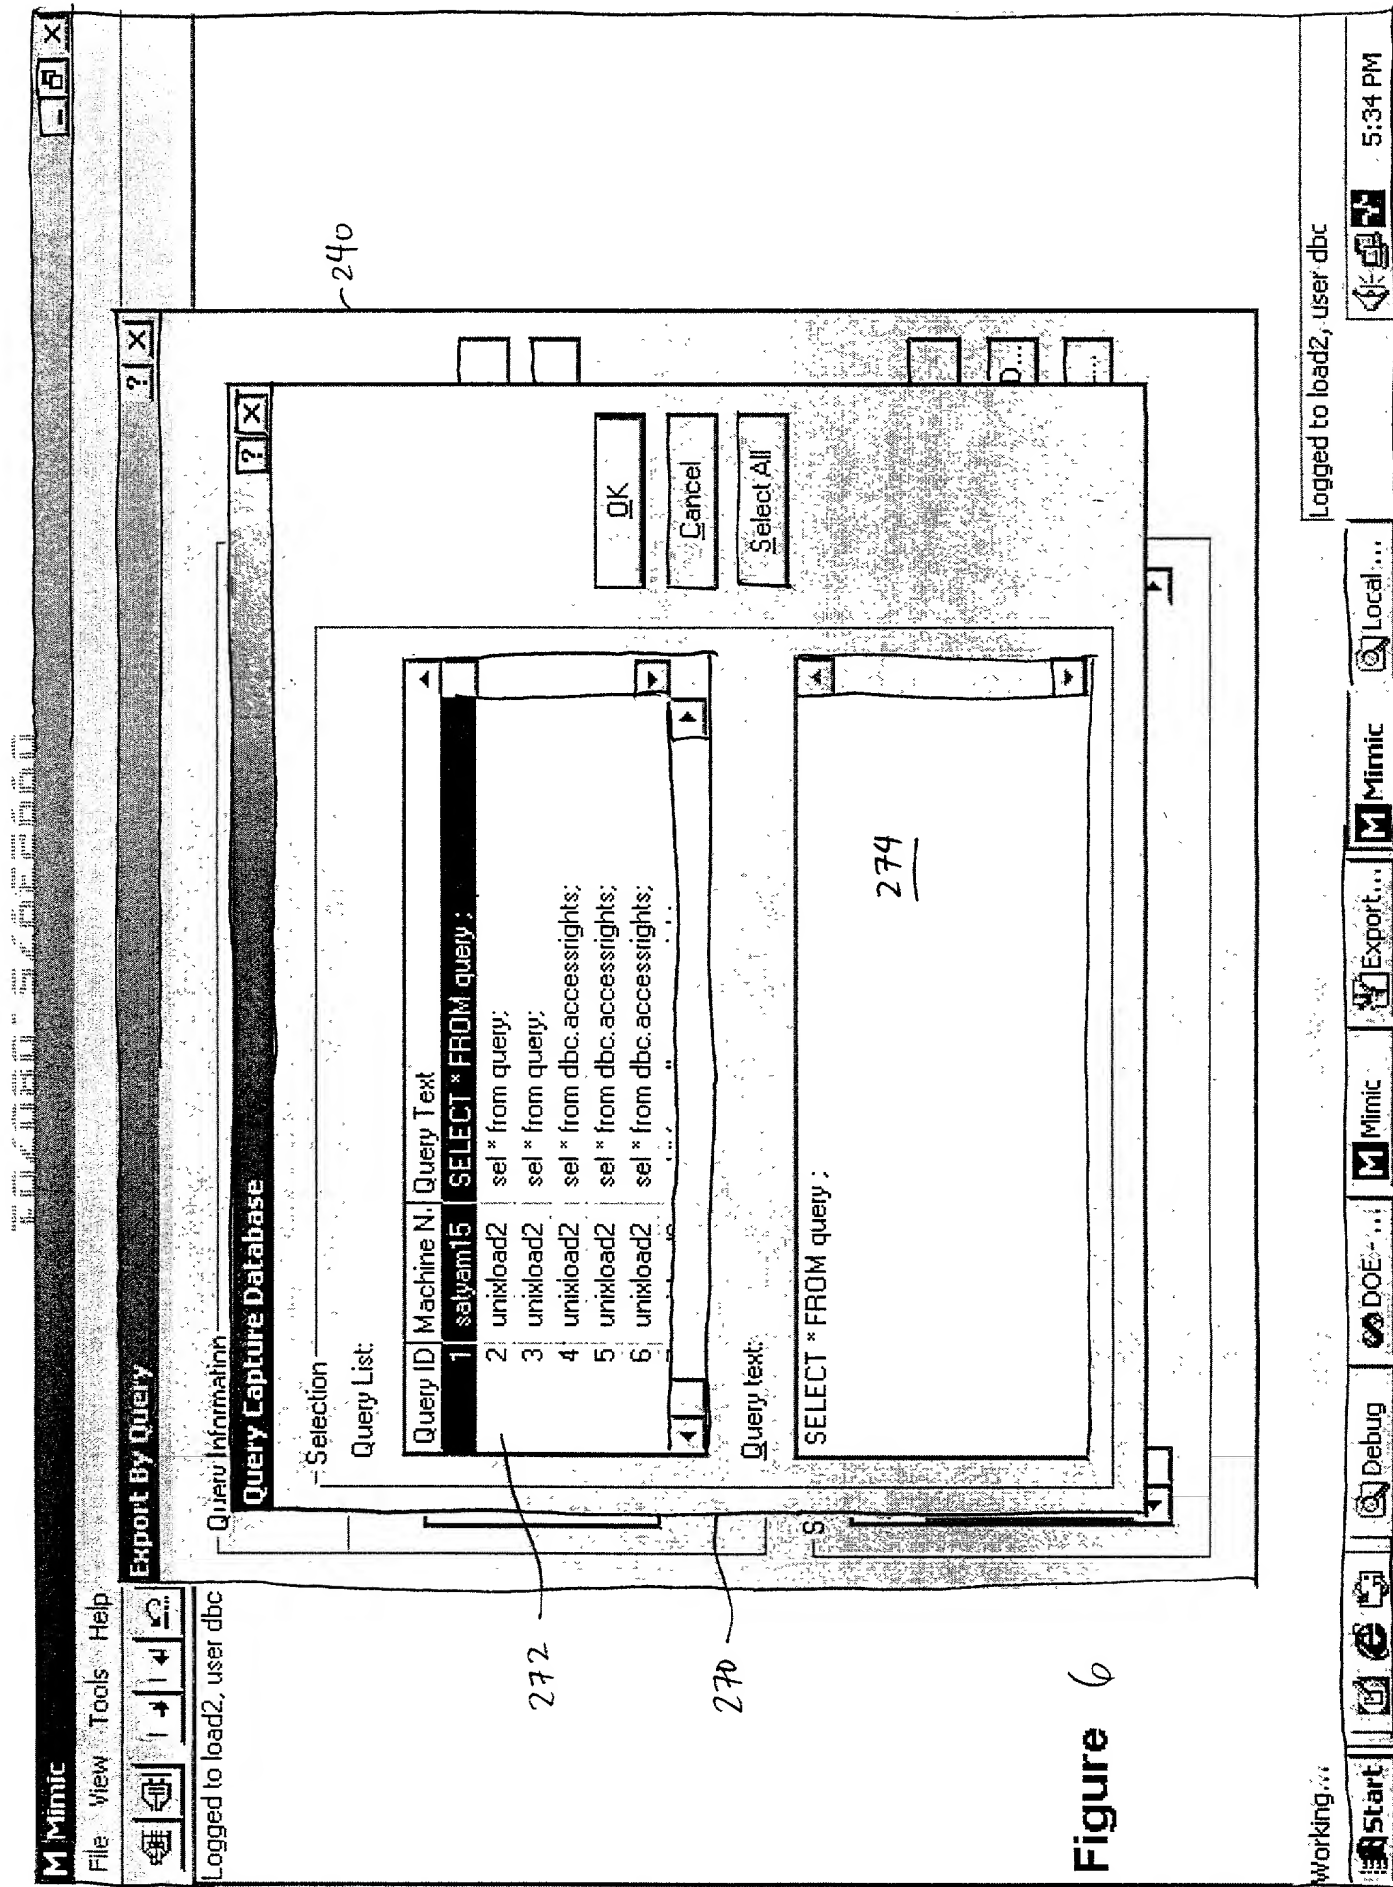 M Mimic
File View Tools Help
Logged to load2, user dbc
Export By Query
240
Query Information
Query Capture Database
Selection
Query List:
Query ID Machine N. Query Text
1 satyam15 SELECT * FROM query ;
2 unixload2 sel * from query;
3 unixload2 sel * from query;
4 unixload2 sel * from dbc.accessrights;
5 unixload2 sel * from dbc.accessrights;
6 unixload2 sel * from dbc.accessrights;
OK
Cancel
Select All
272
Query text:
SELECT * FROM query ;
274
270
S
D...
...
Figure 6
Working...
Logged to load2, user dbc
Start
Debug
DOE - ...
M Mimic
Export...
M Mimic
Local ...
5:34 PM